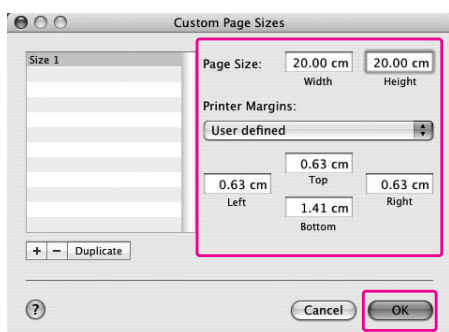 Custom Page Sizes
Size 1
Page Size:
20.00 cm
20.00 cm
Width
Height
Printer Margins:
User defined
0.63 cm
Top
0.63 cm
0.63 cm
Left
Right
1.41 cm
Bottom
+ − Duplicate
?
Cancel
OK